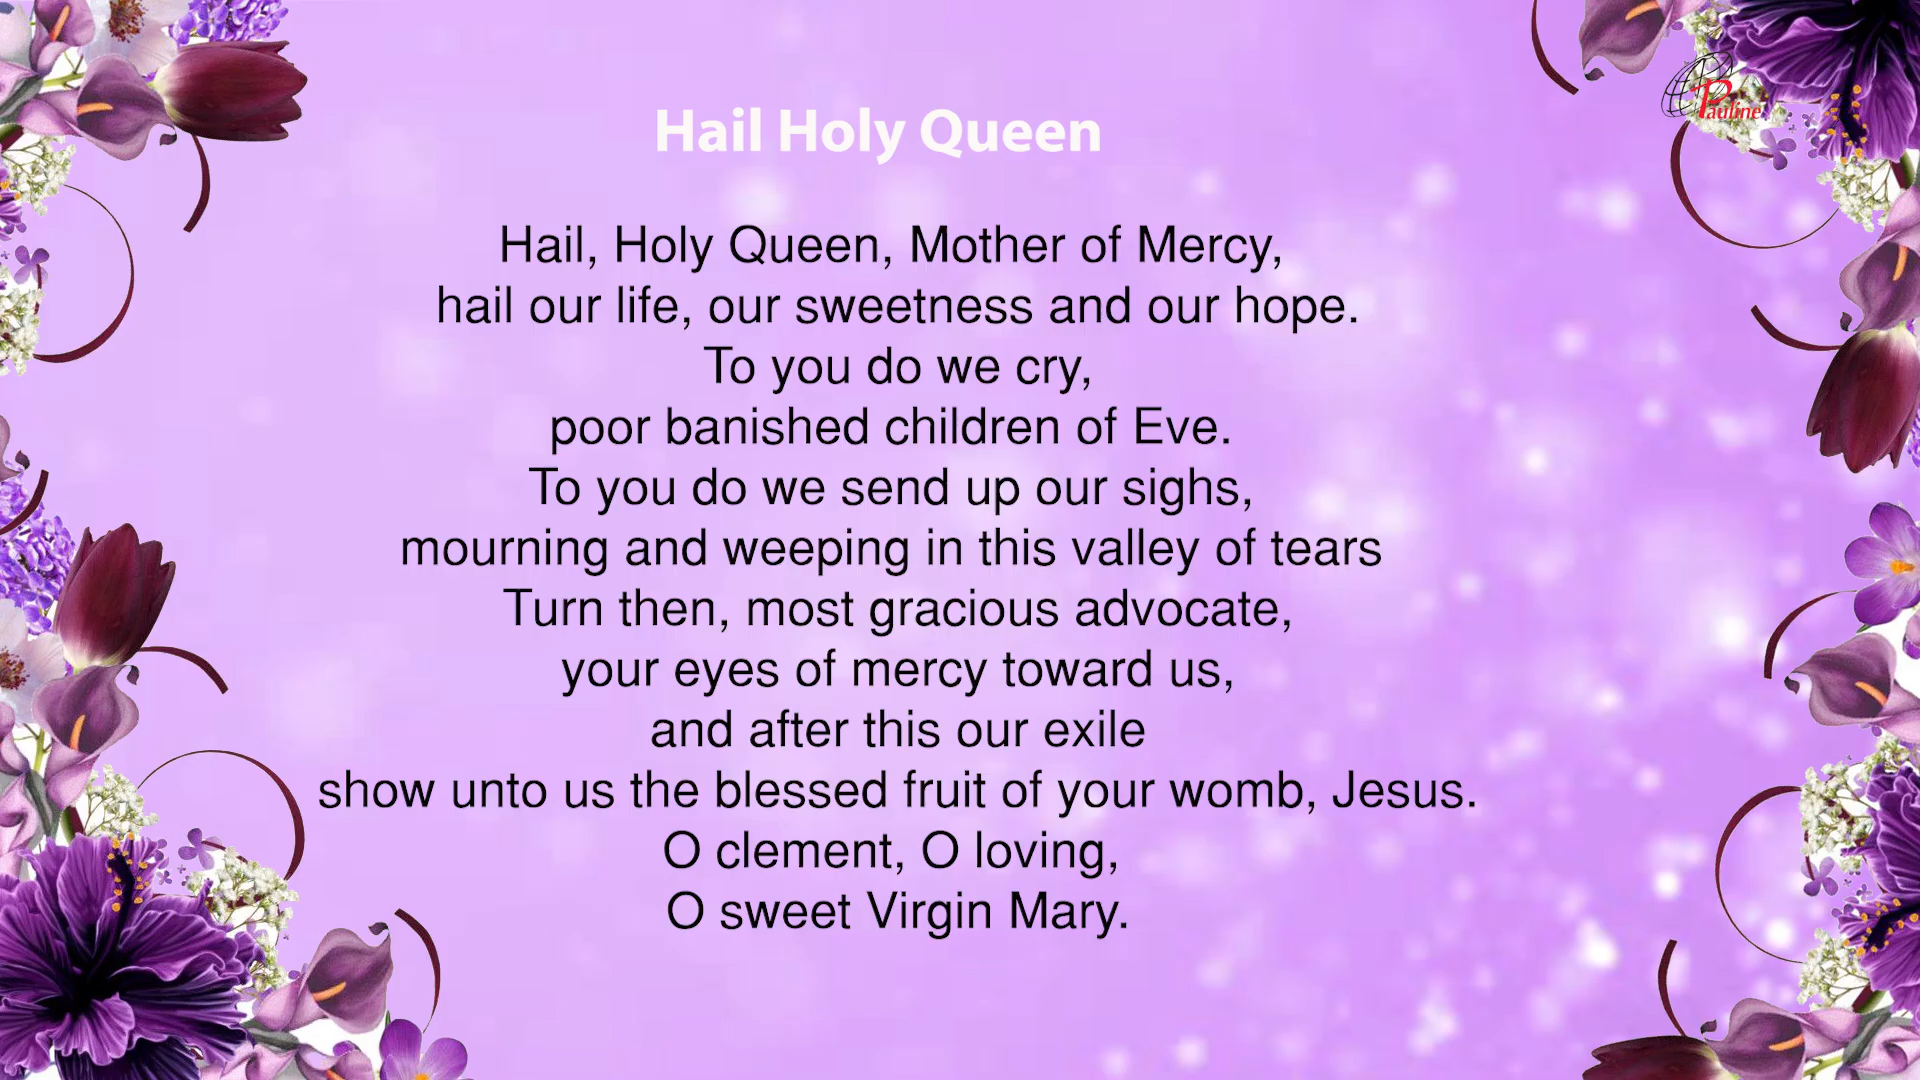 Pauline
Hail Holy Queen
Hail, Holy Queen, Mother of Mercy,
hail our life, our sweetness and our hope.
To you do we cry,
poor banished children of Eve.
To you do we send up our sighs,
mourning and weeping in this valley of tears
Turn then, most gracious advocate,
your eyes of mercy toward us,
and after this our exile
show unto us the blessed fruit of your womb, Jesus.
O clement, O loving,
O sweet Virgin Mary.